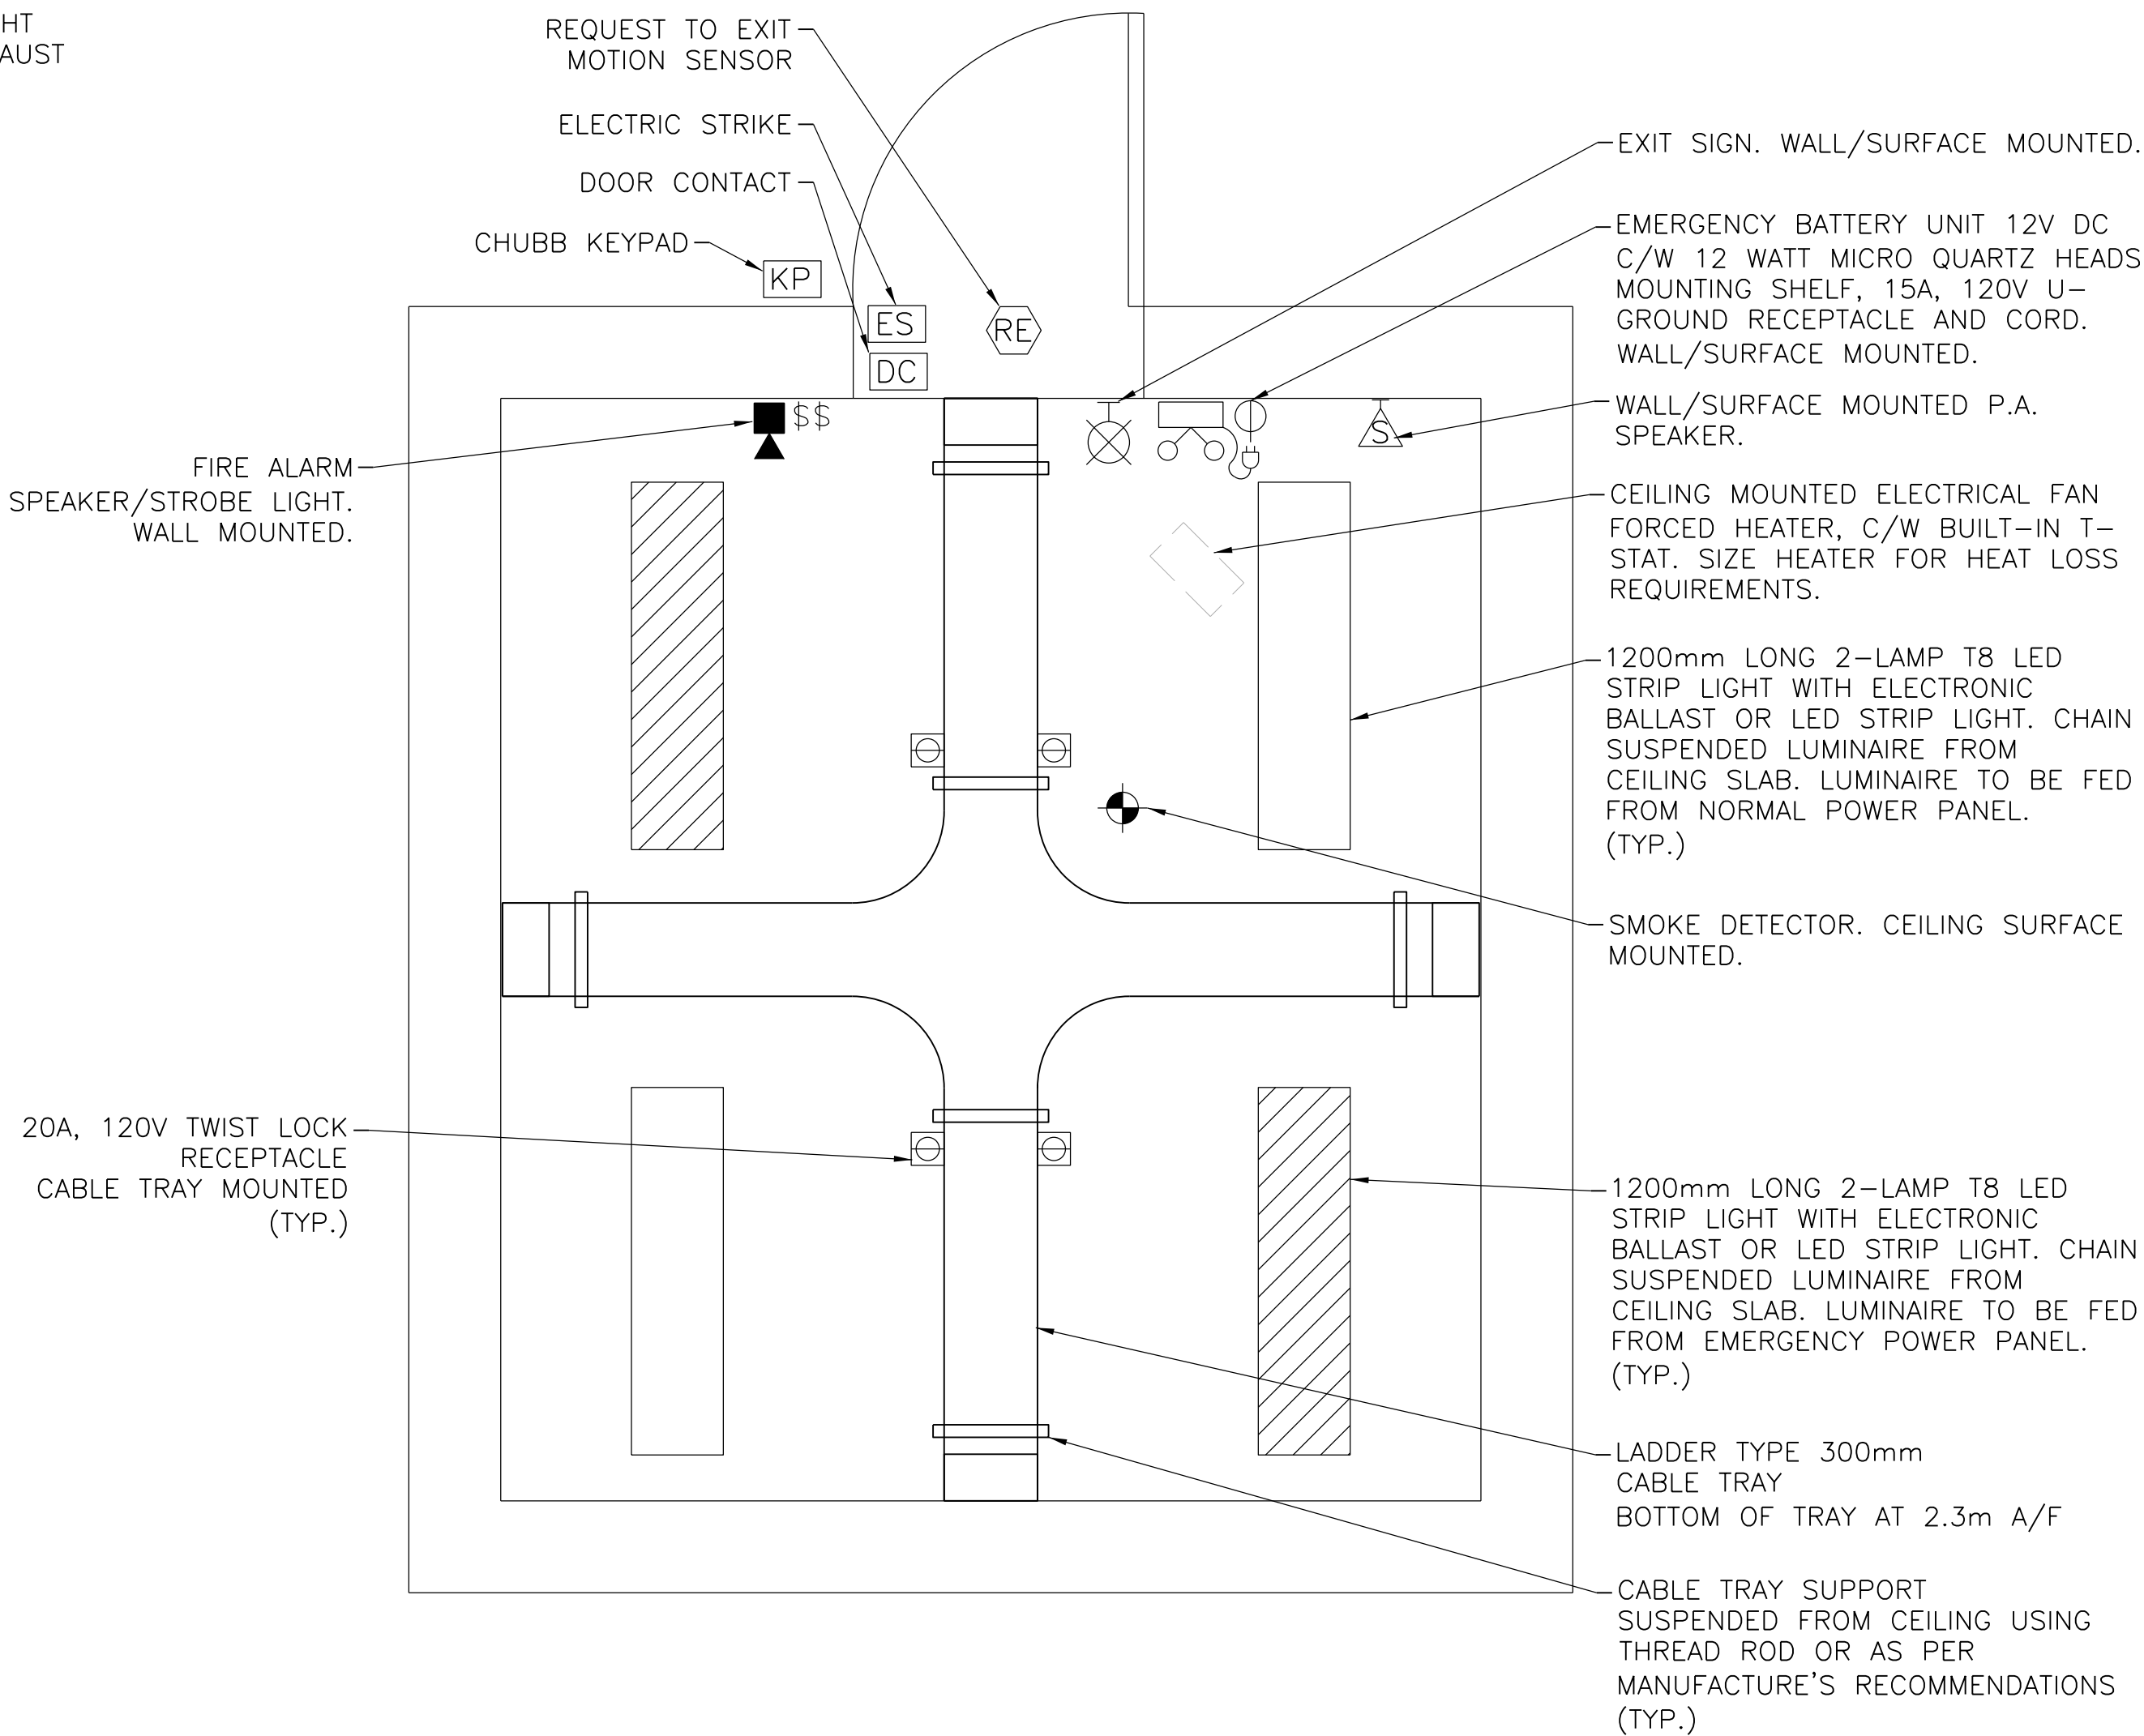 REQUEST TO EXIT
MOTION SENSOR
ELECTRIC STRIKE
DOOR CONTACT
CHUBB KEYPAD
KP
ES
DC
RE
$$
S
FIRE ALARM
SPEAKER/STROBE LIGHT.
WALL MOUNTED.
20A, 120V TWIST LOCK
RECEPTACLE
CABLE TRAY MOUNTED
(TYP.)
EXIT SIGN. WALL/SURFACE MOUNTED.
EMERGENCY BATTERY UNIT 12V DC
C/W 12 WATT MICRO QUARTZ HEADS
MOUNTING SHELF, 15A, 120V U-
GROUND RECEPTACLE AND CORD.
WALL/SURFACE MOUNTED.
WALL/SURFACE MOUNTED P.A.
SPEAKER.
CEILING MOUNTED ELECTRICAL FAN
FORCED HEATER, C/W BUILT-IN T-
STAT. SIZE HEATER FOR HEAT LOSS
REQUIREMENTS.
1200mm LONG 2-LAMP T8 LED
STRIP LIGHT WITH ELECTRONIC
BALLAST OR LED STRIP LIGHT. CHAIN
SUSPENDED LUMINAIRE FROM
CEILING SLAB. LUMINAIRE TO BE FED
FROM NORMAL POWER PANEL.
(TYP.)
SMOKE DETECTOR. CEILING SURFACE
MOUNTED.
1200mm LONG 2-LAMP T8 LED
STRIP LIGHT WITH ELECTRONIC
BALLAST OR LED STRIP LIGHT. CHAIN
SUSPENDED LUMINAIRE FROM
CEILING SLAB. LUMINAIRE TO BE FED
FROM EMERGENCY POWER PANEL.
(TYP.)
LADDER TYPE 300mm
CABLE TRAY
BOTTOM OF TRAY AT 2.3m A/F
CABLE TRAY SUPPORT
SUSPENDED FROM CEILING USING
THREAD ROD OR AS PER
MANUFACTURE'S RECOMMENDATIONS
(TYP.)